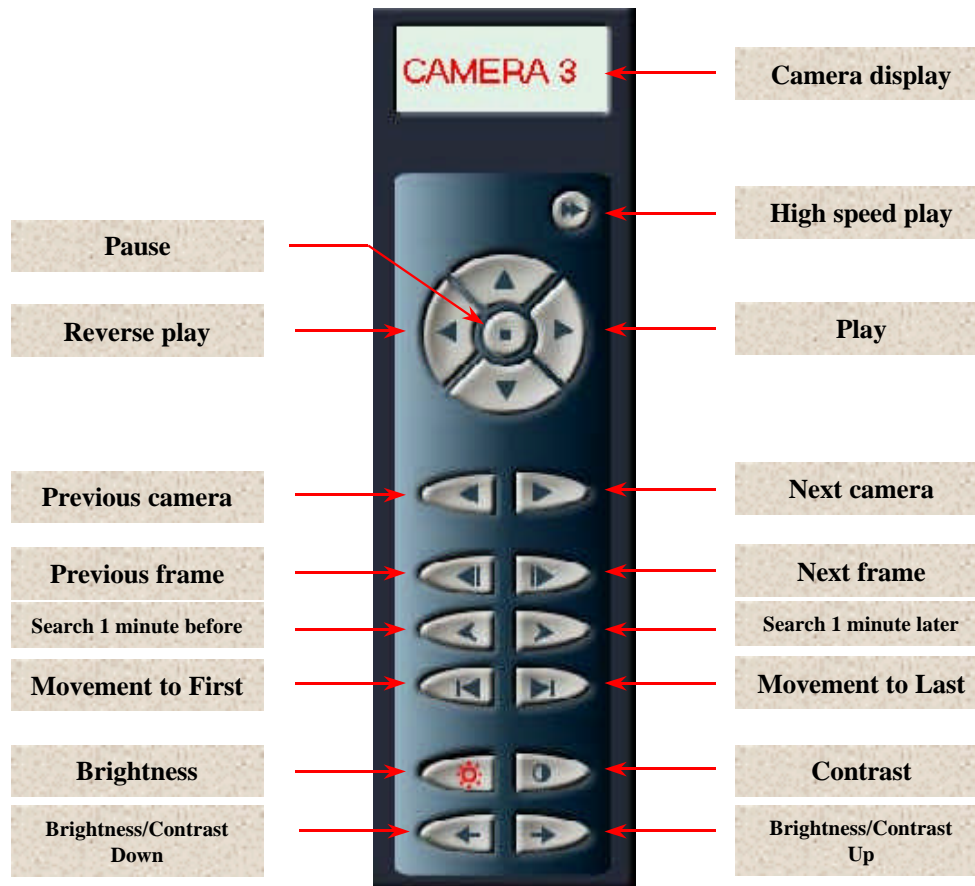 CAMERA 3
Camera display
High speed play
Pause
Reverse play
Play
Previous camera
Next camera
Previous frame
Next frame
Search 1 minute before
Search 1 minute later
Movement to First
Movement to Last
Brightness
Contrast
Brightness/Contrast
Down
Brightness/Contrast
Up